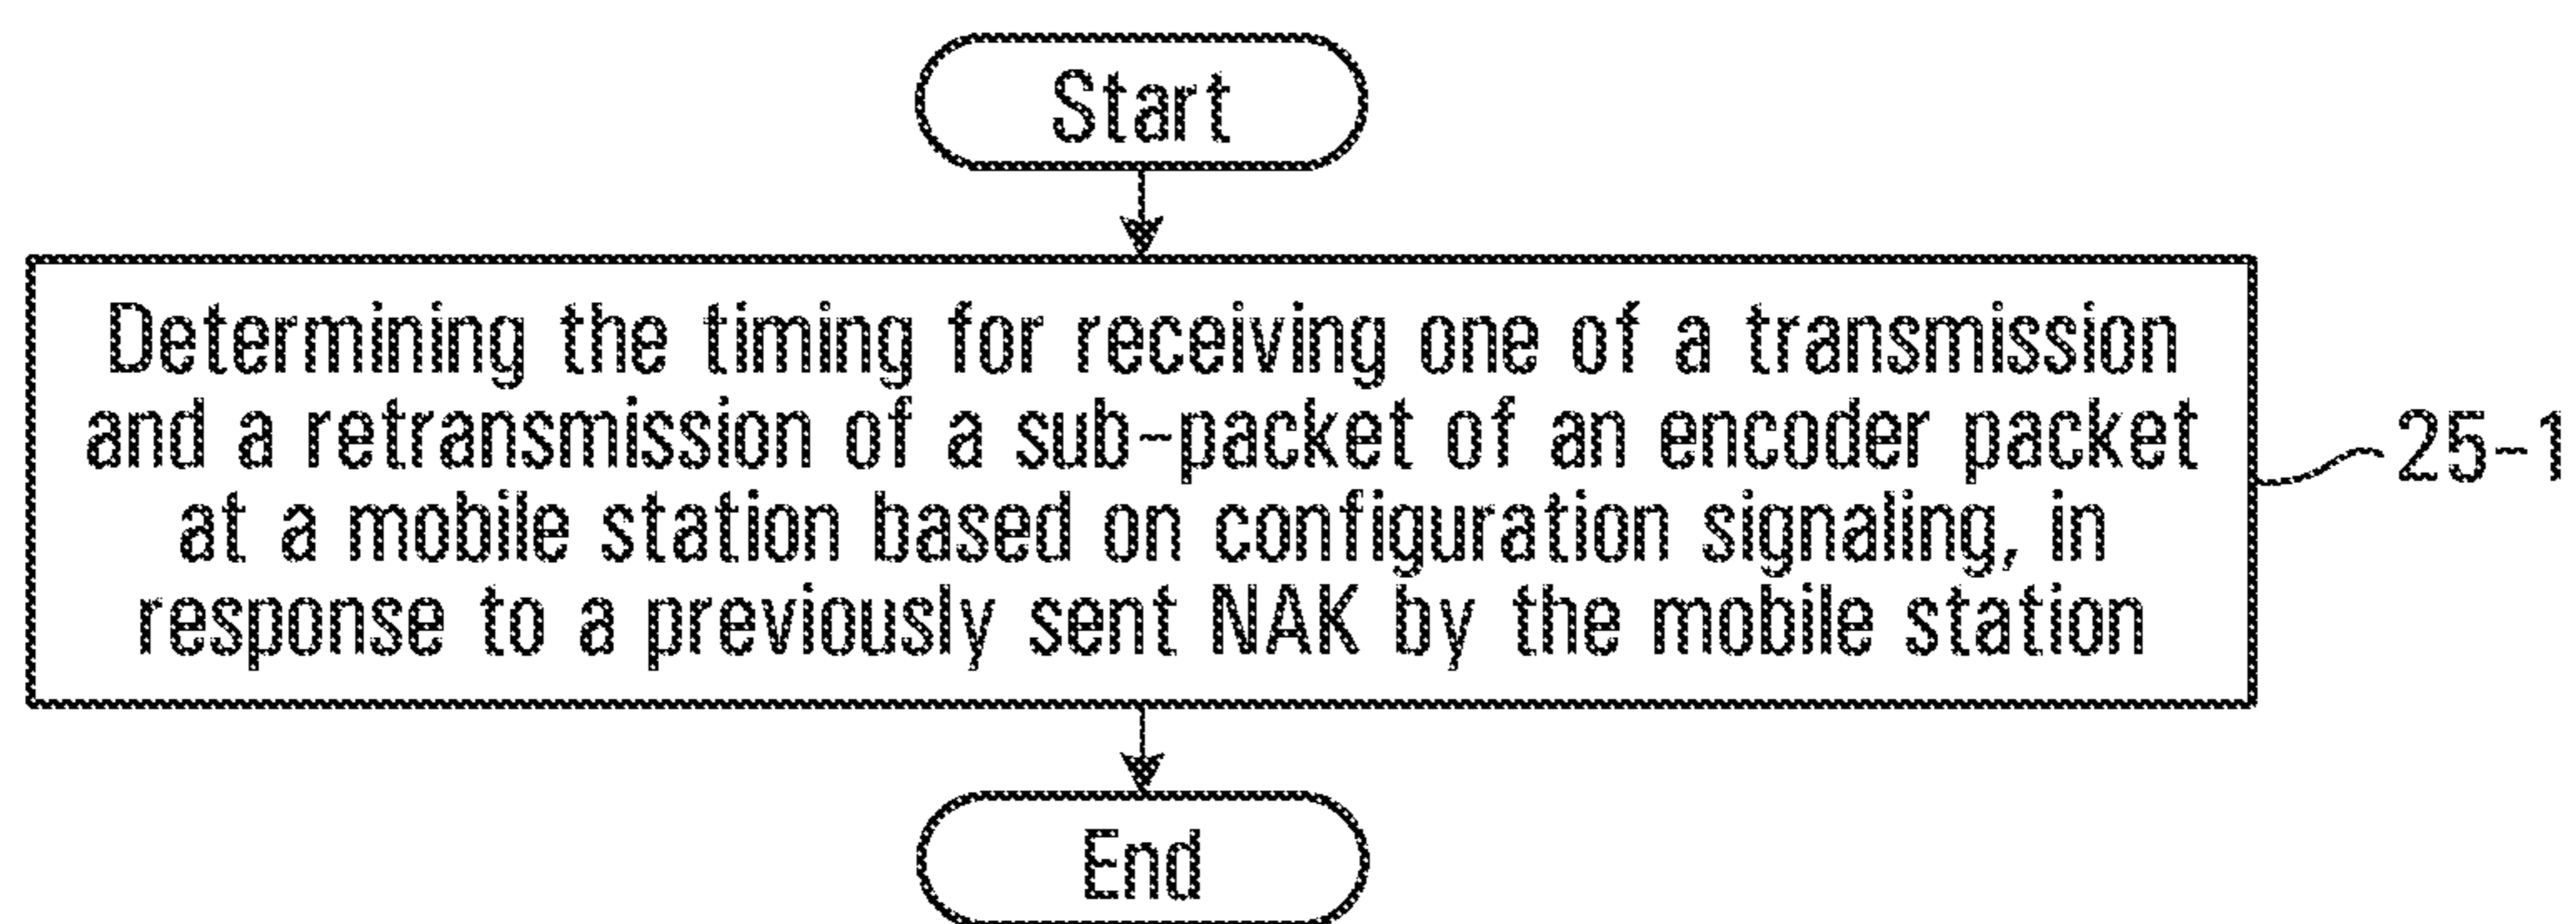 Start
Determining the timing for receiving one of a transmission
and a retransmission of a sub-packet of an encoder packet
at a mobile station based on configuration signaling, in
response to a previously sent NAK by the mobile station
25-1
End